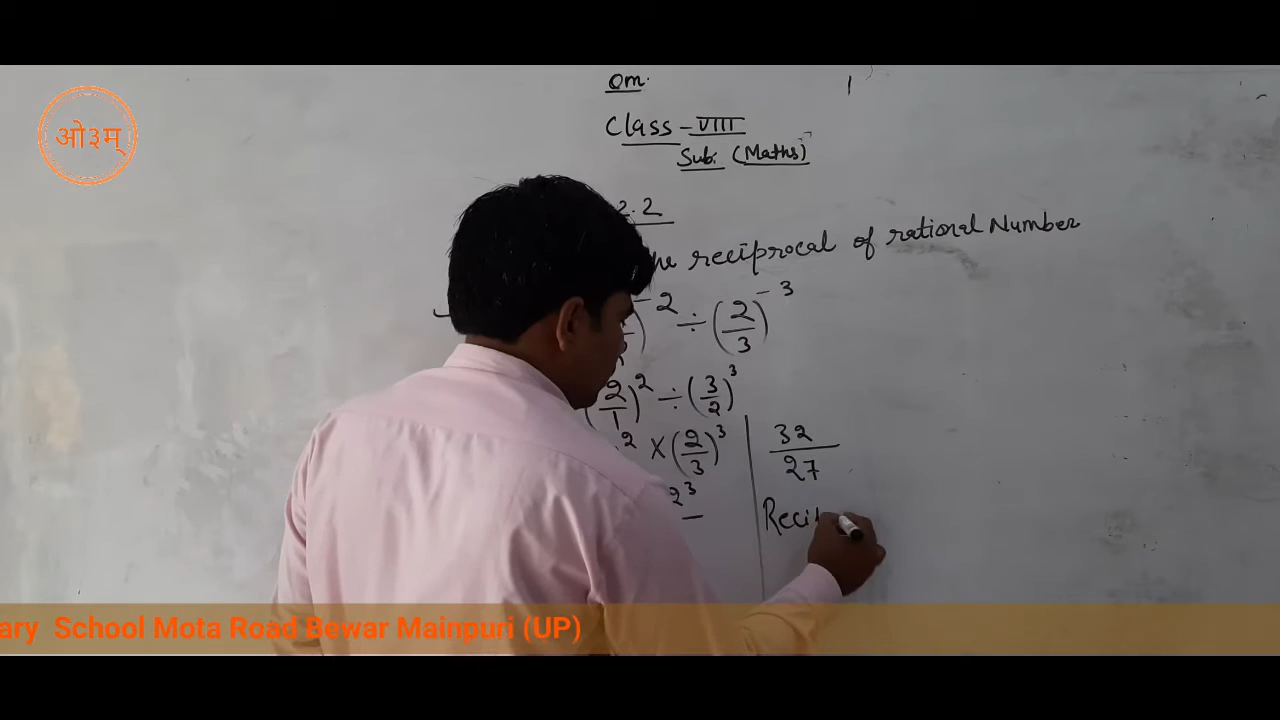 ओ३म्
Om.
Class - VIII
Sub. (Maths)
2.2
the reciprocal of rational Number
)^-2 ÷ (2/3)^-3
(2/1)^2 ÷ (3/2)^3
2 × (2/3)^3
2^3
32/27
Reci
ary School Mota Road Bewar Mainpuri (UP)